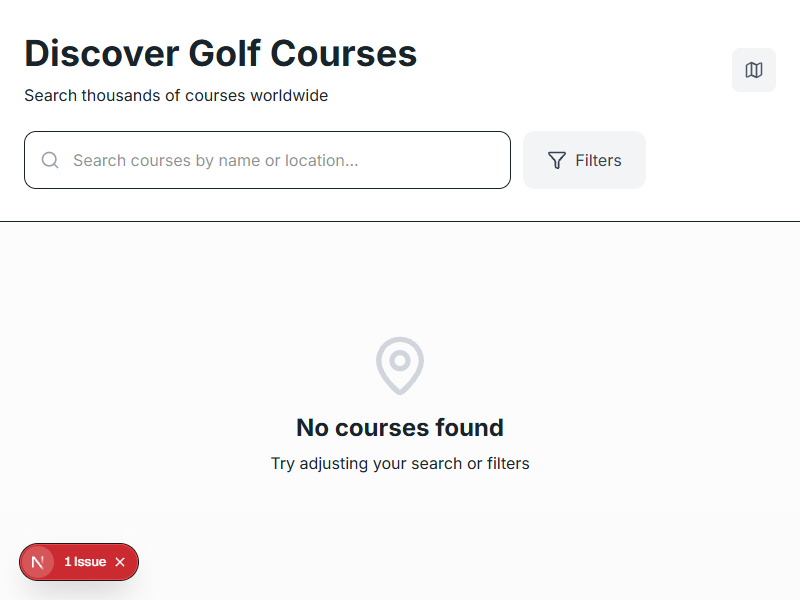 Discover Golf Courses
Search thousands of courses worldwide
Search courses by name or location...
Filters
No courses found
Try adjusting your search or filters
N 1 Issue